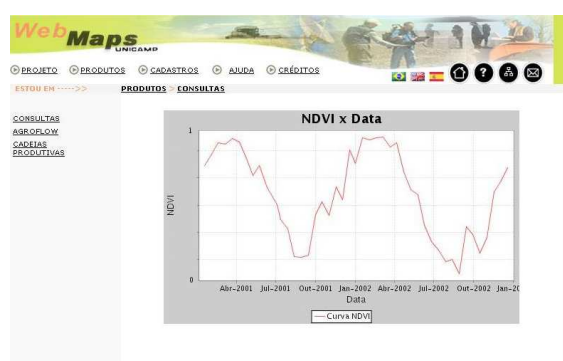 WebMaps
UNICAMP
PROJETO PRODUTOS CADASTROS AJUDA CRÉDITOS
ESTOU EM ----->> PRODUTOS > CONSULTAS
CONSULTAS
AGROFLOW
CADEIAS
PRODUTIVAS
NDVI x Data
1
NDVI
0
Abr-2001 Jul-2001 Out-2001 Jan-2002 Abr-2002 Jul-2002 Out-2002 Jan-20
Data
Curva NDVI